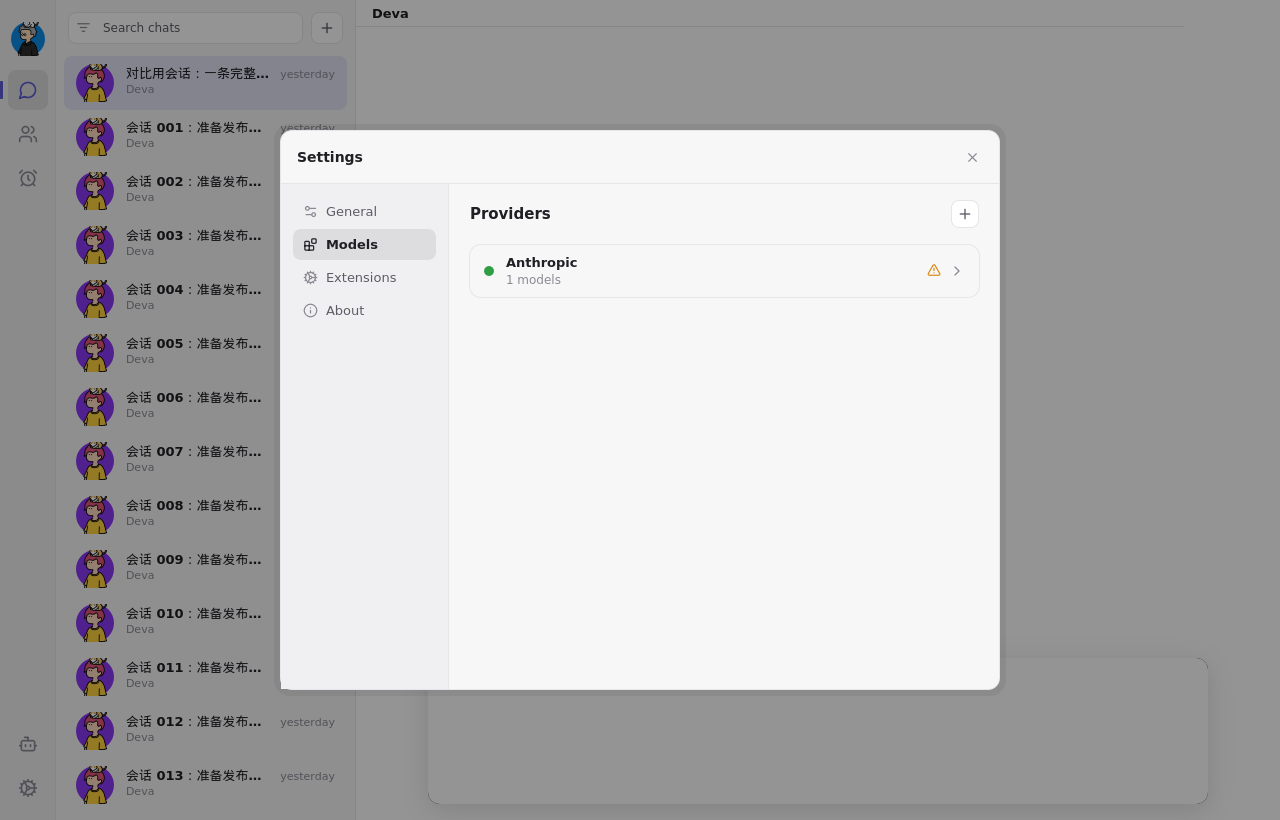 Deva
Search chats
对比用会话：一条完整... yesterday
Deva
会话 001：准备发布... yesterday
Deva
会话 002：准备发布...
Deva
会话 003：准备发布...
Deva
会话 004：准备发布...
Deva
会话 005：准备发布...
Deva
会话 006：准备发布...
Deva
会话 007：准备发布...
Deva
会话 008：准备发布...
Deva
会话 009：准备发布...
Deva
会话 010：准备发布...
Deva
会话 011：准备发布...
Deva
会话 012：准备发布... yesterday
Deva
会话 013：准备发布... yesterday
Deva
Settings
General
Models
Extensions
About
Providers
Anthropic
1 models